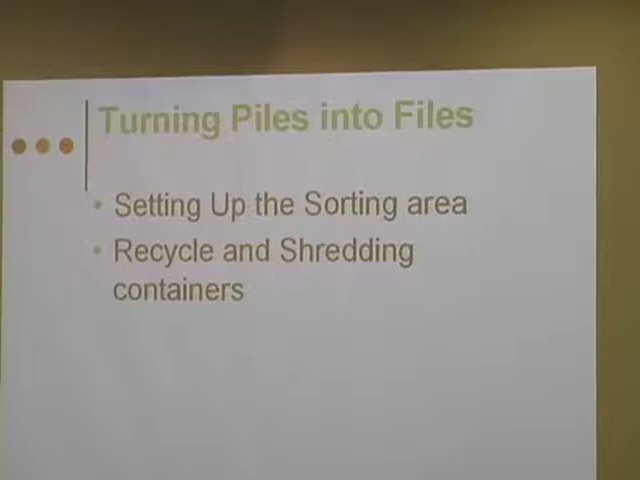 Turning Piles into Files
• Setting Up the Sorting area
• Recycle and Shredding
containers